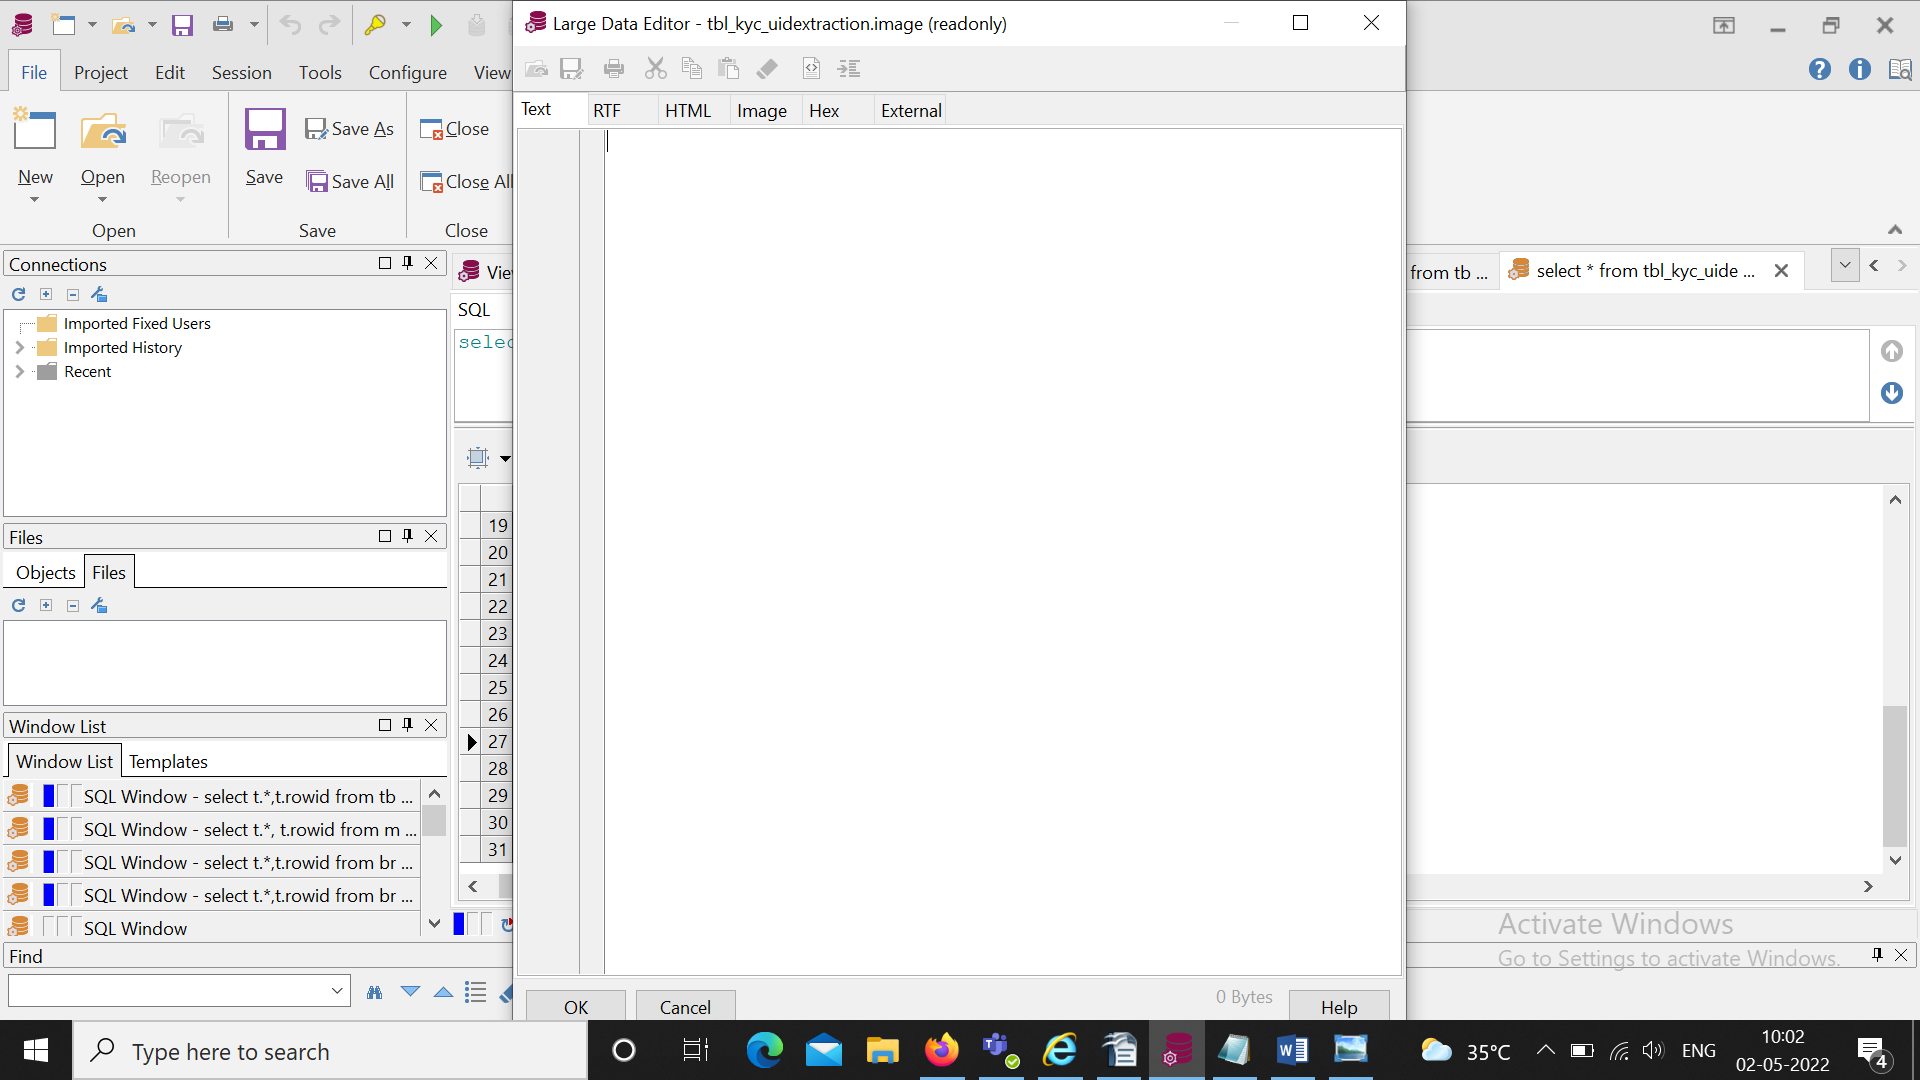 Large Data Editor - tbl_kyc_uidextraction.image (readonly)
File Project Edit Session Tools Configure View
Text RTF HTML Image Hex External
New Open Reopen Save Save As Save All Close Close All
Open Save Close
Connections
Imported Fixed Users
Imported History
Recent
SQL
from tb ...
select * from tbl_kyc_uide ...
Files
Objects Files
19
20
21
22
23
24
25
26
27
28
29
30
31
Window List
Window List Templates
SQL Window - select t.*,t.rowid from tb ...
SQL Window - select t.*, t.rowid from m ...
SQL Window - select t.*,t.rowid from br ...
SQL Window - select t.*,t.rowid from br ...
SQL Window
Find
OK Cancel 0 Bytes Help
Activate Windows
Go to Settings to activate Windows.
Type here to search
35°C ENG
10:02
02-05-2022
4